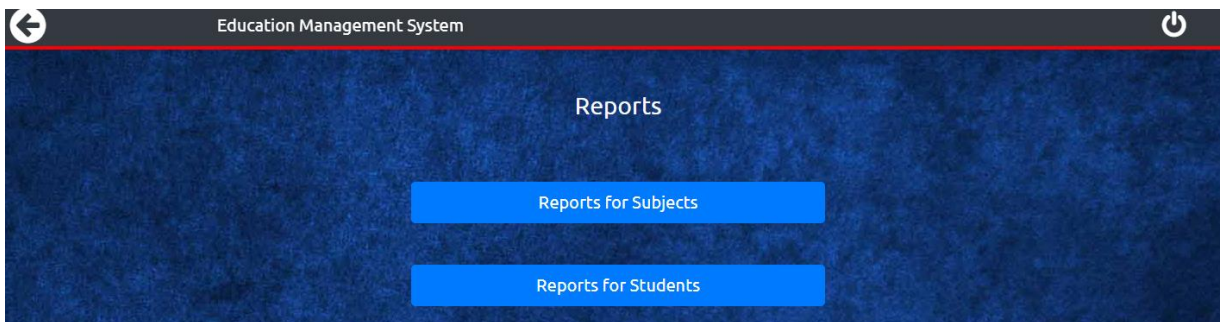 Education Management System
Reports
Reports for Subjects
Reports for Students